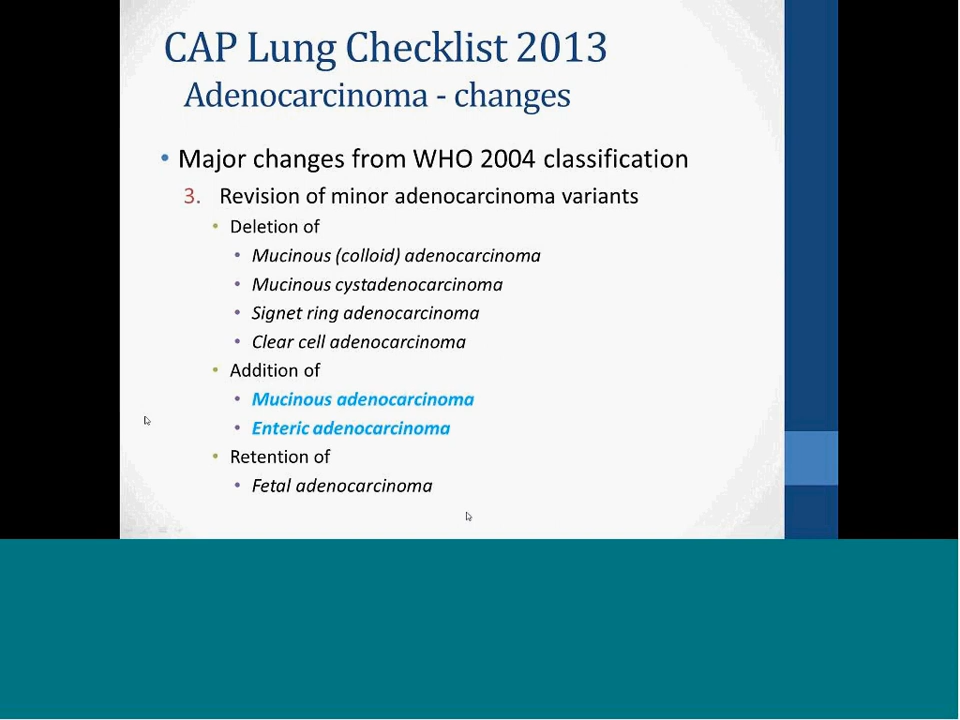 CAP Lung Checklist 2013
Adenocarcinoma - changes
• Major changes from WHO 2004 classification
3. Revision of minor adenocarcinoma variants
• Deletion of
• Mucinous (colloid) adenocarcinoma
• Mucinous cystadenocarcinoma
• Signet ring adenocarcinoma
• Clear cell adenocarcinoma
• Addition of
• Mucinous adenocarcinoma
• Enteric adenocarcinoma
• Retention of
• Fetal adenocarcinoma